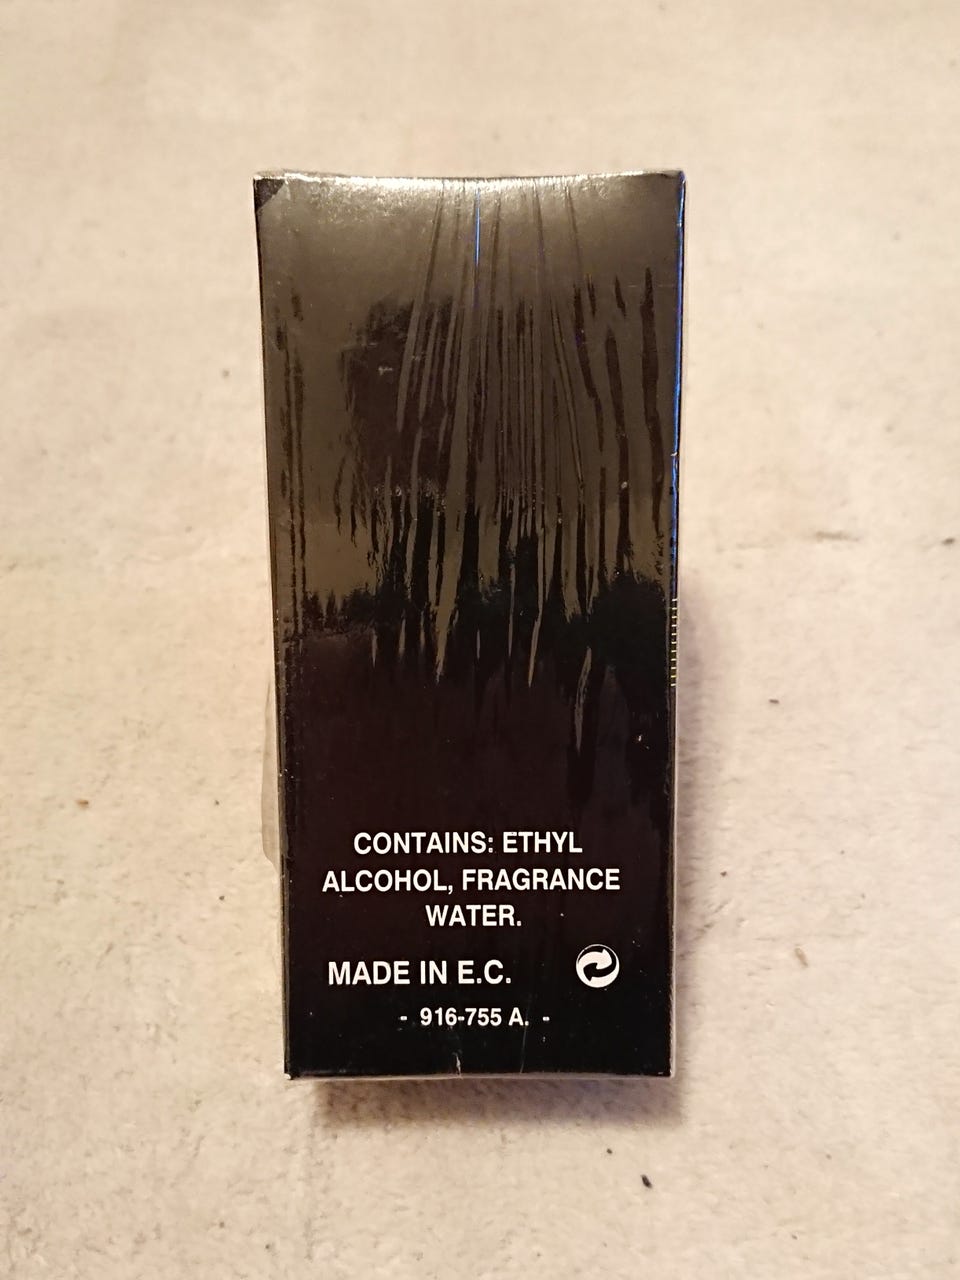 CONTAINS: ETHYL
ALCOHOL, FRAGRANCE
WATER.
MADE IN E.C.
- 916-755 A. -